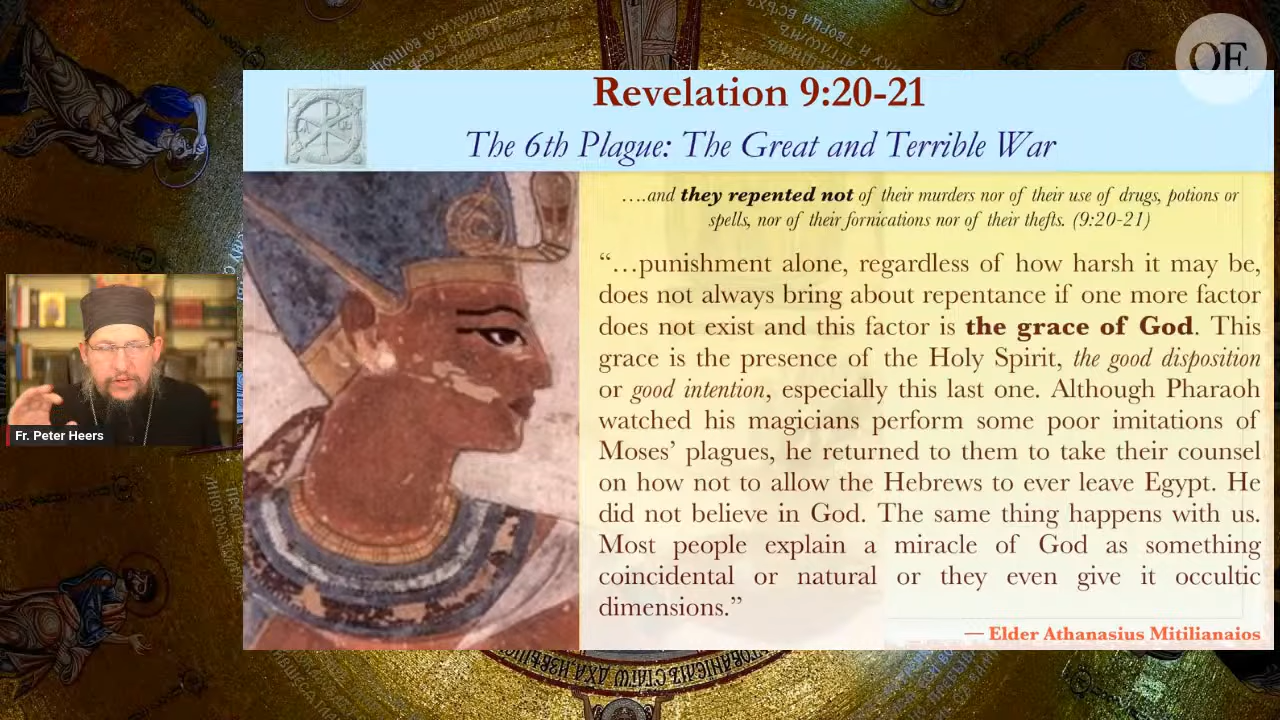 OE
Revelation 9:20-21
The 6th Plague: The Great and Terrible War
….and they repented not of their murders nor of their use of drugs, potions or
spells, nor of their fornications nor of their thefts. (9:20-21)
“…punishment alone, regardless of how harsh it may be,
does not always bring about repentance if one more factor
does not exist and this factor is the grace of God. This
grace is the presence of the Holy Spirit, the good disposition
or good intention, especially this last one. Although Pharaoh
watched his magicians perform some poor imitations of
Moses’ plagues, he returned to them to take their counsel
on how not to allow the Hebrews to ever leave Egypt. He
did not believe in God. The same thing happens with us.
Most people explain a miracle of God as something
coincidental or natural or they even give it occultic
dimensions.”
— Elder Athanasius Mitilianaios
Fr. Peter Heers